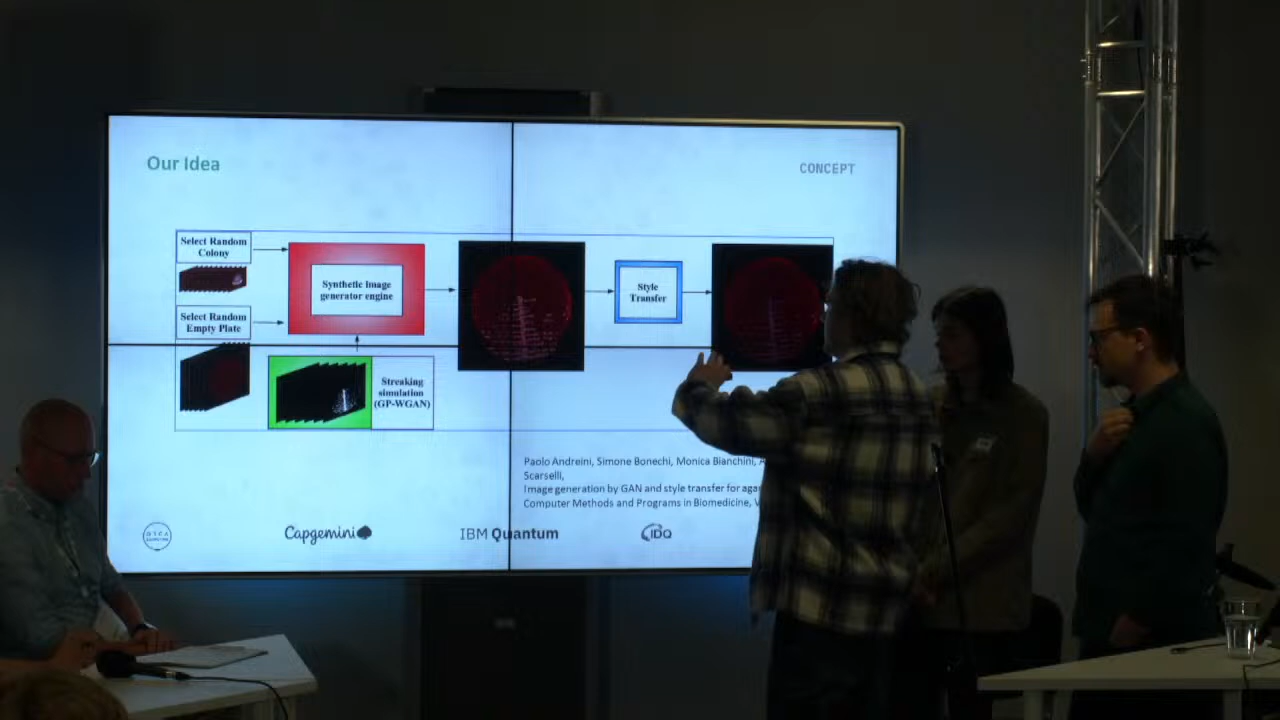 Our Idea
CONCEPT
Select Random
Colony
Select Random
Empty Plate
Synthetic Image
generator engine
Streaking
simulation
(GP-WGAN)
Style
Transfer
Paolo Andreini, Simone Bonechi, Monica Bianchini, A
Scarselli,
Image generation by GAN and style transfer for agar
Computer Methods and Programs in Biomedicine, V
Capgemini
IBM Quantum
IDQ